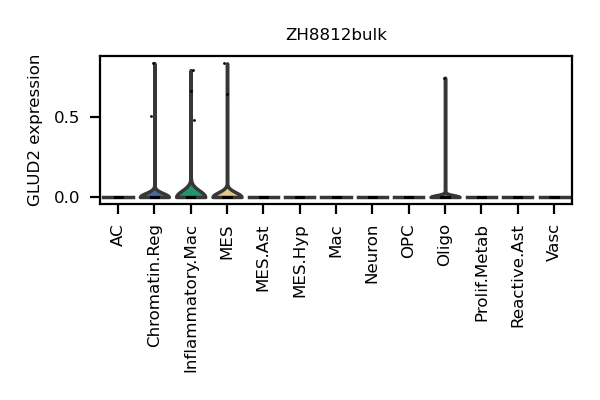 ZH8812bulk
GLUD2 expression
0.5
0.0
AC
Chromatin.Reg
Inflammatory.Mac
MES
MES.Ast
MES.Hyp
Mac
Neuron
OPC
Oligo
Prolif.Metab
Reactive.Ast
Vasc